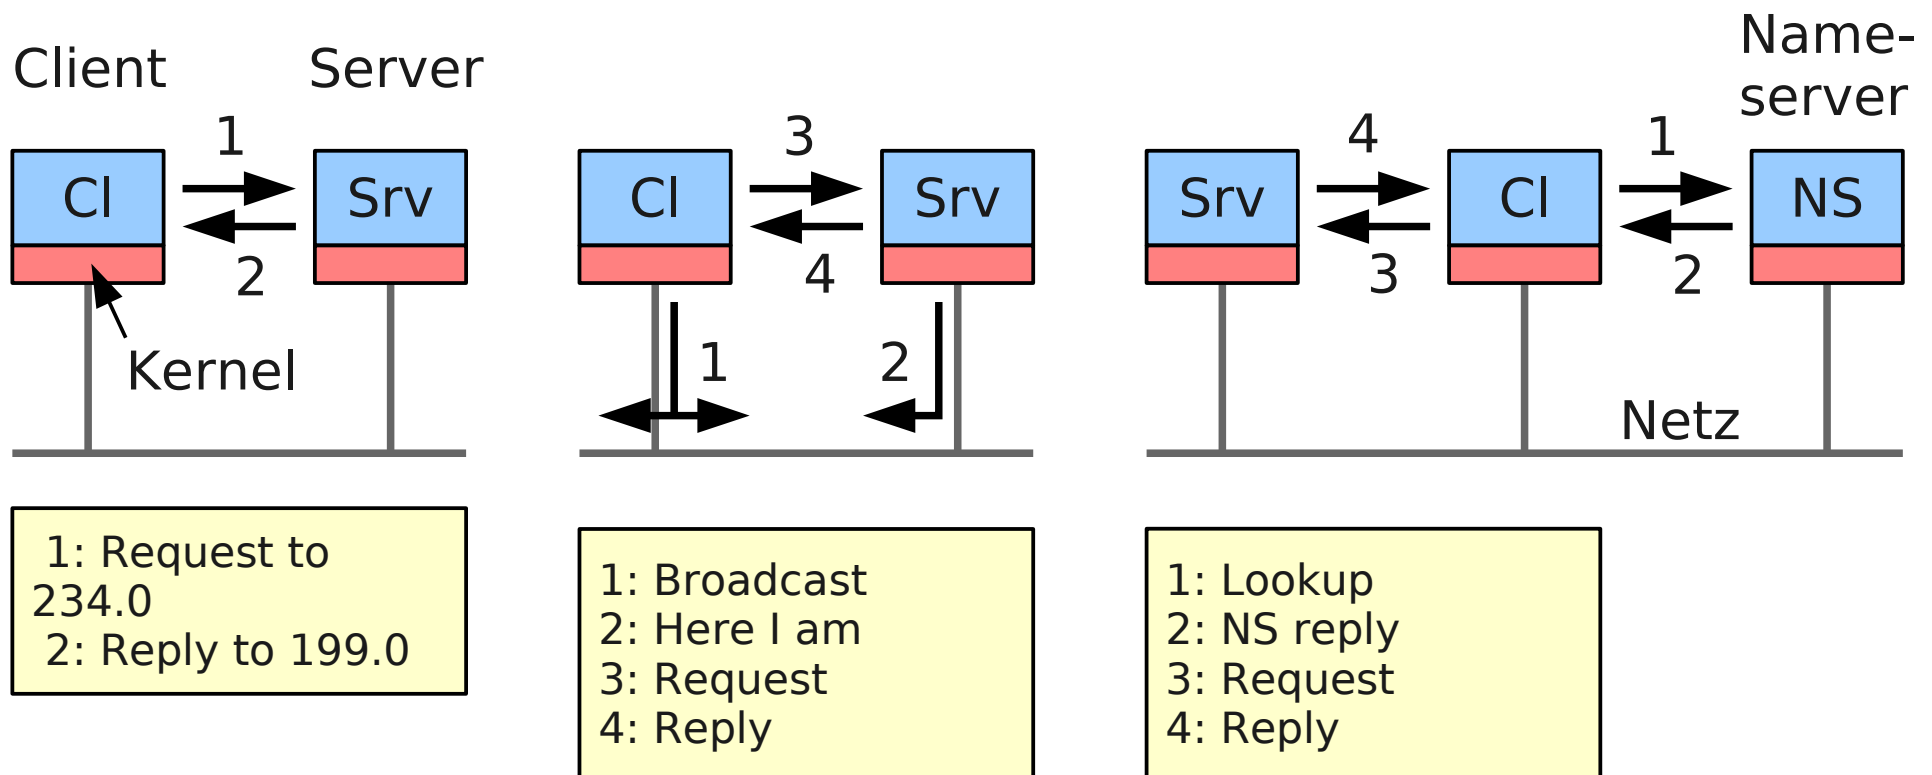 Client
Server
1
Cl
Srv
2
Kernel
3
Cl
Srv
4
1
2
Name-
server
4
1
Srv
Cl
NS
3
2
Netz
1: Request to
234.0
2: Reply to 199.0
1: Broadcast
2: Here I am
3: Request
4: Reply
1: Lookup
2: NS reply
3: Request
4: Reply